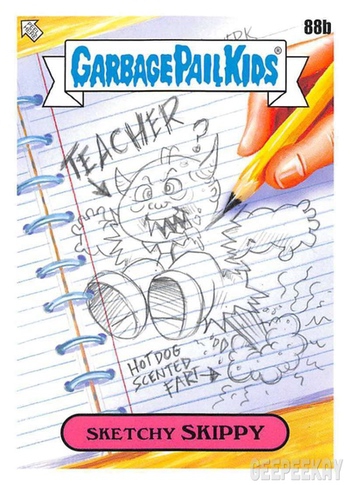 88b
GARBAGE PAIL KIDS®
TEACHER
?
HOT DOG
SCENTED
FART
SKETCHY SKIPPY
GEEPEEKAY